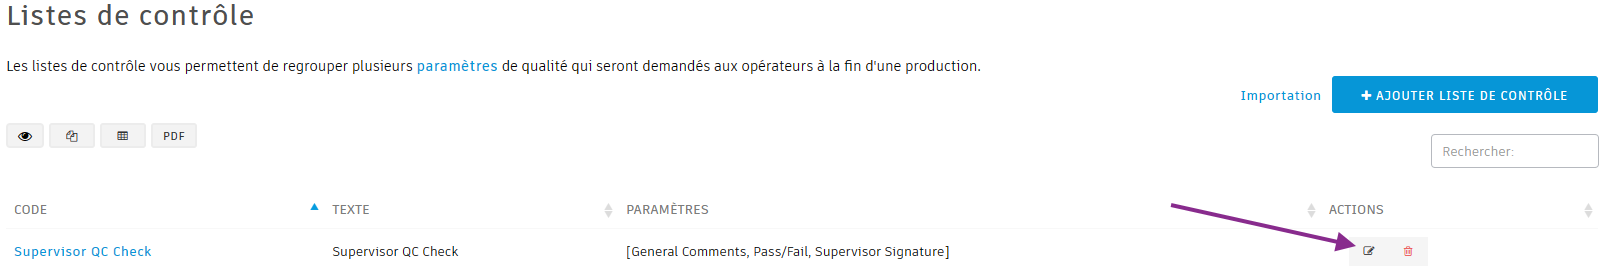 Listes de contrôle
Les listes de contrôle vous permettent de regrouper plusieurs paramètres de qualité qui seront demandés aux opérateurs à la fin d'une production.
Importation
AJOUTER LISTE DE CONTRÔLE
PDF
Rechercher:
CODE TEXTE PARAMÈTRES ACTIONS
Supervisor QC Check Supervisor QC Check [General Comments, Pass/Fail, Supervisor Signature]